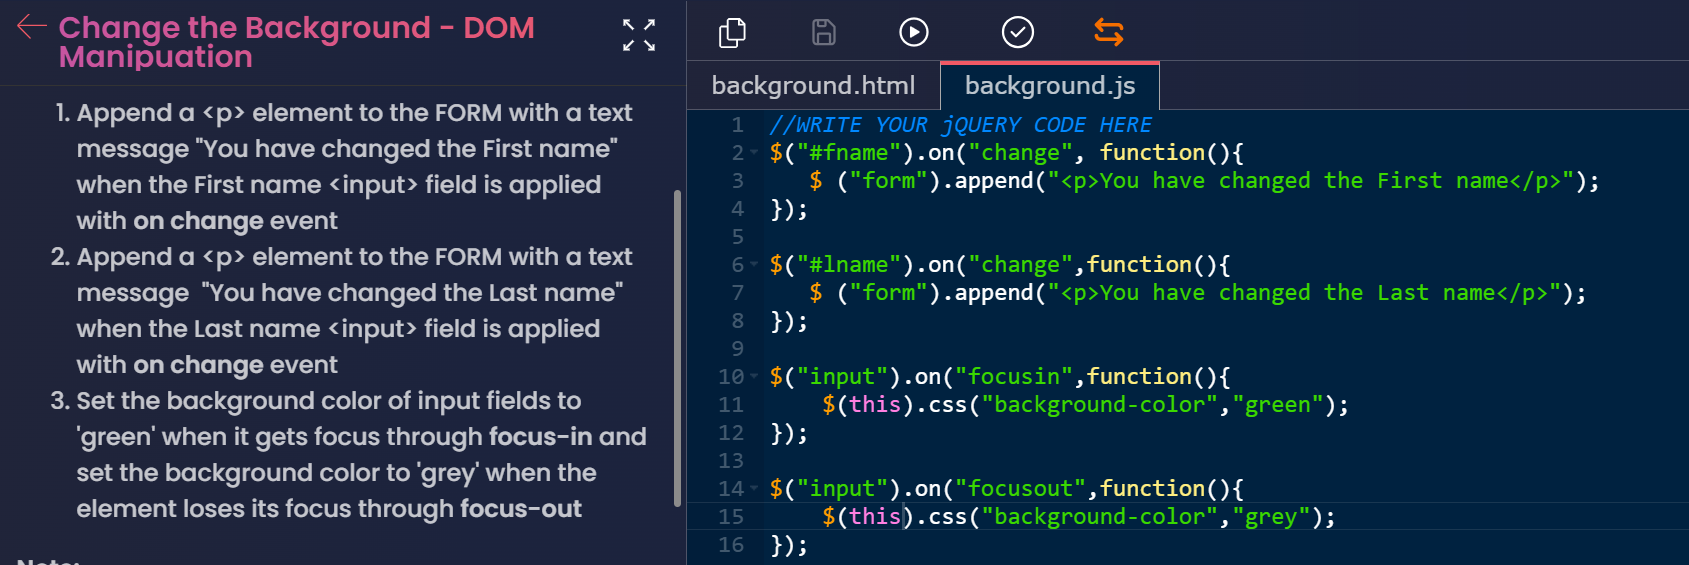 Change the Background - DOM
Manipuation
1. Append a <p> element to the FORM with a text
message "You have changed the First name"
when the First name <input> field is applied
with on change event
2. Append a <p> element to the FORM with a text
message  "You have changed the Last name"
when the Last name <input> field is applied
with on change event
3. Set the background color of input fields to
'green' when it gets focus through focus-in and
set the background color to 'grey' when the
element loses its focus through focus-out
background.html
background.js
1 //WRITE YOUR jQUERY CODE HERE
2 $("#fname").on("change", function(){
3    $ ("form").append("<p>You have changed the First name</p>");
4 });
5
6 $("#lname").on("change",function(){
7    $ ("form").append("<p>You have changed the Last name</p>");
8 });
9
10 $("input").on("focusin",function(){
11     $(this).css("background-color","green");
12 });
13
14 $("input").on("focusout",function(){
15     $(this).css("background-color","grey");
16 });